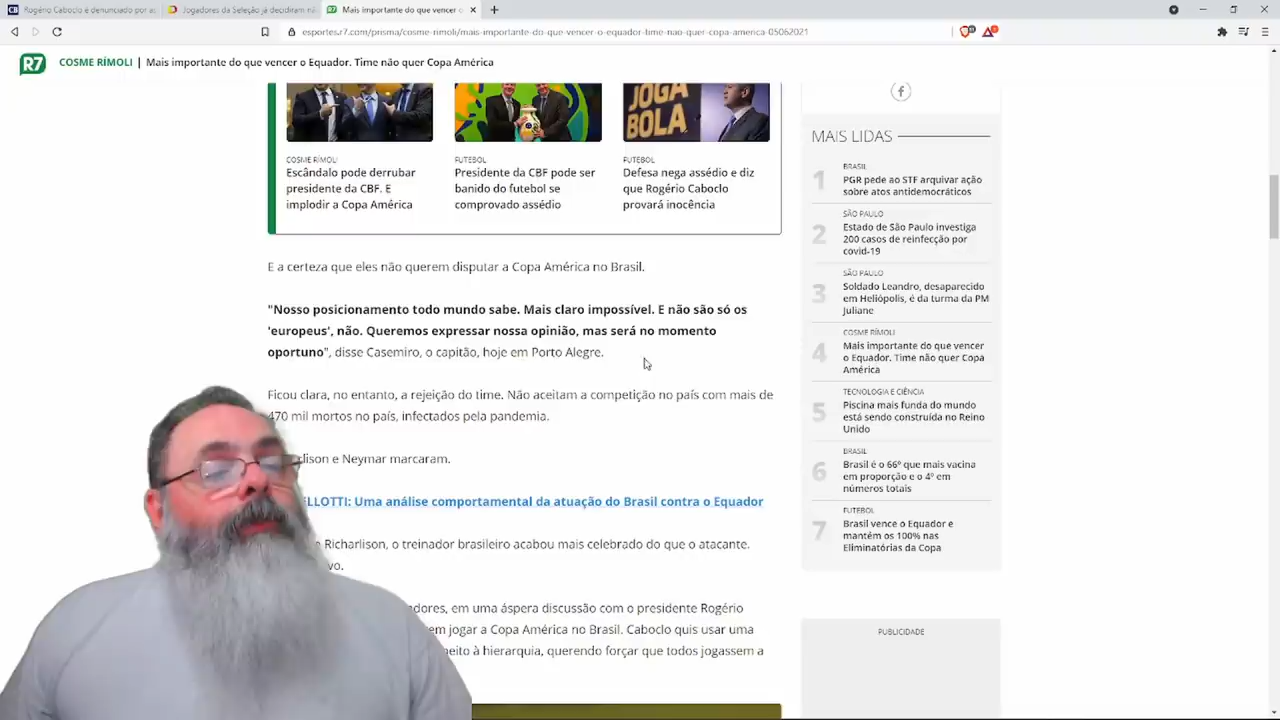 Rogério Caboclo é denunciado por as
Jogadores da Seleção já decidiram nã
Mais importante do que vencer o
esportes.r7.com/prisma/cosme-rimoli/mais-importante-do-que-vencer-o-equador-time-nao-quer-copa-america-05062021
R7
COSME RÍMOLI | Mais importante do que vencer o Equador. Time não quer Copa América
JOGA
BOLA
COSME RÍMOLI
Escândalo pode derrubar
presidente da CBF. E
implodir a Copa América
FUTEBOL
Presidente da CBF pode ser
banido do futebol se
comprovado assédio
FUTEBOL
Defesa nega assédio e diz
que Rogério Caboclo
provará inocência
E a certeza que eles não querem disputar a Copa América no Brasil.
"Nosso posicionamento todo mundo sabe. Mais claro impossível. E não são só os
'europeus', não. Queremos expressar nossa opinião, mas será no momento
oportuno", disse Casemiro, o capitão, hoje em Porto Alegre.
Ficou clara, no entanto, a rejeição do time. Não aceitam a competição no país com mais de
470 mil mortos no país, infectados pela pandemia.
rlison e Neymar marcaram.
ELLOTTI: Uma análise comportamental da atuação do Brasil contra o Equador
e Richarlison, o treinador brasileiro acabou mais celebrado do que o atacante.
vo.
dores, em uma áspera discussão com o presidente Rogério
em jogar a Copa América no Brasil. Caboclo quis usar uma
peito à hierarquia, querendo forçar que todos jogassem a
MAIS LIDAS
1
BRASIL
PGR pede ao STF arquivar ação
sobre atos antidemocráticos
2
SÃO PAULO
Estado de São Paulo investiga
200 casos de reinfecção por
covid-19
3
SÃO PAULO
Soldado Leandro, desaparecido
em Heliópolis, é da turma da PM
Juliane
4
COSME RÍMOLI
Mais importante do que vencer
o Equador. Time não quer Copa
América
5
TECNOLOGIA E CIÊNCIA
Piscina mais funda do mundo
está sendo construída no Reino
Unido
6
BRASIL
Brasil é o 66º que mais vacina
em proporção e o 4º em
números totais
7
FUTEBOL
Brasil vence o Equador e
mantém os 100% nas
Eliminatórias da Copa
PUBLICIDADE